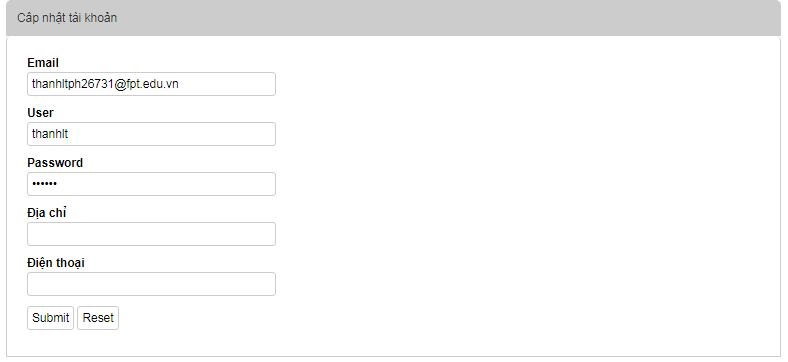 Cập nhật tài khoản
Email
thanhltph26731@fpt.edu.vn
User
thanhlt
Password
••••••
Địa chỉ
Điện thoại
Submit Reset